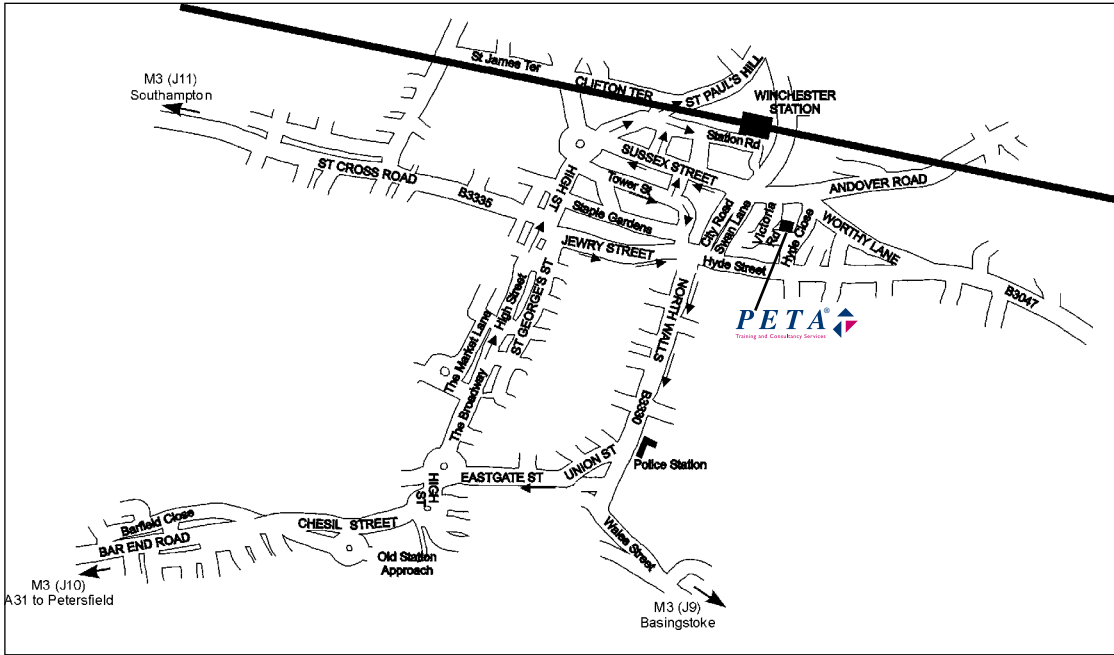 St James Ter
CLIFTON TER
ST PAUL'S HILL
WINCHESTER
STATION
M3 (J11)
Southampton
Station Rd
SUSSEX STREET
ST CROSS ROAD
B3335
HIGH ST
Tower St
Staple Gardens
JEWRY STREET
City Road
Swan Lane
Victoria
Rd
Hyde Close
ANDOVER ROAD
WORTHY LANE
Hyde Street
B3047
PETA®
Training and Consultancy Services
The Market Lane
High Street
ST GEORGE'S ST
The Broadway
NORTH WALLS
B3330
Police Station
UNION ST
EASTGATE ST
HIGH
ST
CHESIL STREET
Barfield Close
BAR END ROAD
Old Station
Approach
Wales Street
M3 (J10)
A31 to Petersfield
M3 (J9)
Basingstoke